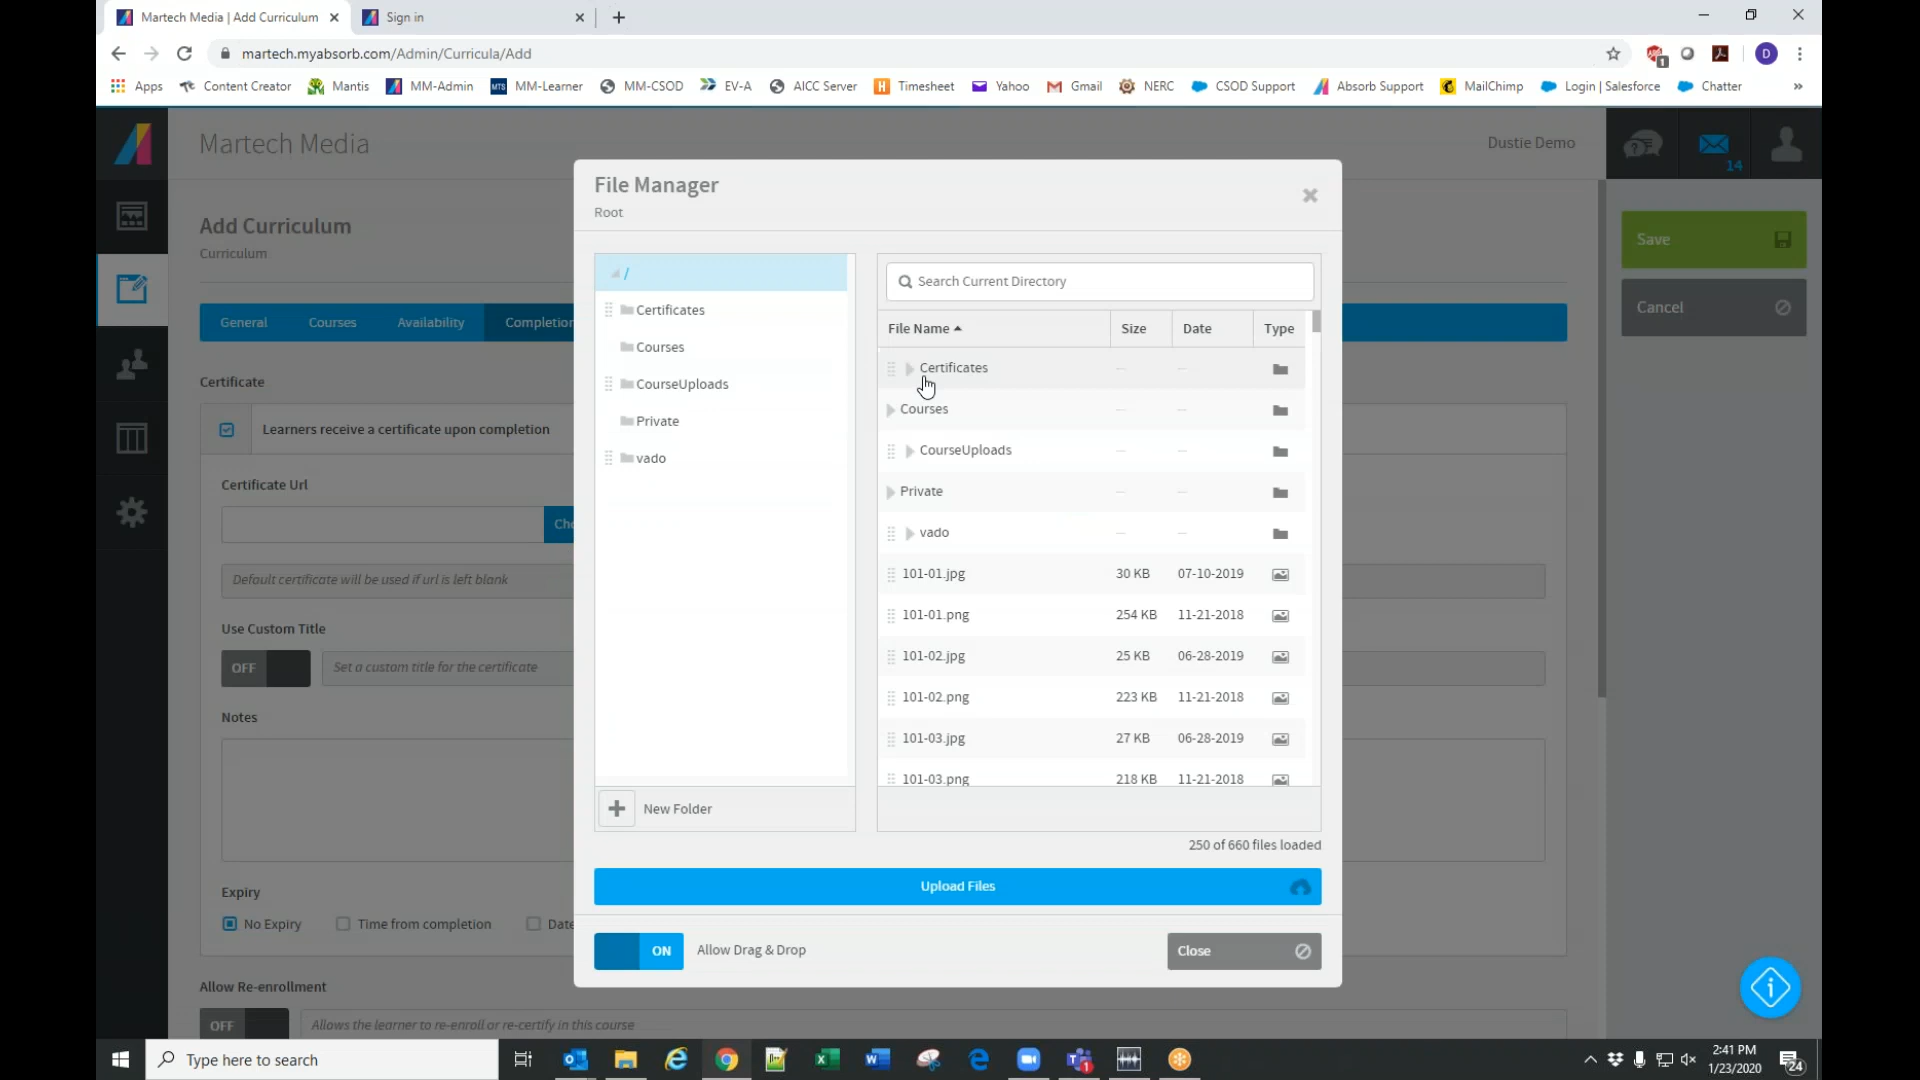 Martech Media | Add Curriculum
Sign in
martech.myabsorb.com/Admin/Curricula/Add
D
1
Apps
Content Creator
Mantis
MM-Admin
MTS
MM-Learner
MM-CSOD
EV-A
AICC Server
H
Timesheet
Yahoo
Gmail
NERC
CSOD Support
Absorb Support
MailChimp
Login | Salesforce
Chatter
»
Martech Media
Dustie Demo
14
Add Curriculum
Curriculum
General
Courses
Availability
Completion
Save
Cancel
Certificate
Learners receive a certificate upon completion
Certificate Url
Cho
Default certificate will be used if url is left blank
Use Custom Title
OFF
Set a custom title for the certificate
Notes
Expiry
No Expiry
Time from completion
Date
Allow Re-enrollment
OFF
Allows the learner to re-enroll or re-certify in this course
File Manager
Root
/
Certificates
Courses
CourseUploads
Private
vado
New Folder
Search Current Directory
File Name
Size
Date
Type
Certificates
Courses
CourseUploads
Private
vado
101-01.jpg 30 KB 07-10-2019
101-01.png 254 KB 11-21-2018
101-02.jpg 25 KB 06-28-2019
101-02.png 223 KB 11-21-2018
101-03.jpg 27 KB 06-28-2019
101-03.png 218 KB 11-21-2018
250 of 660 files loaded
Upload Files
ON
Allow Drag & Drop
Close
Type here to search
2:41 PM
1/23/2020
24